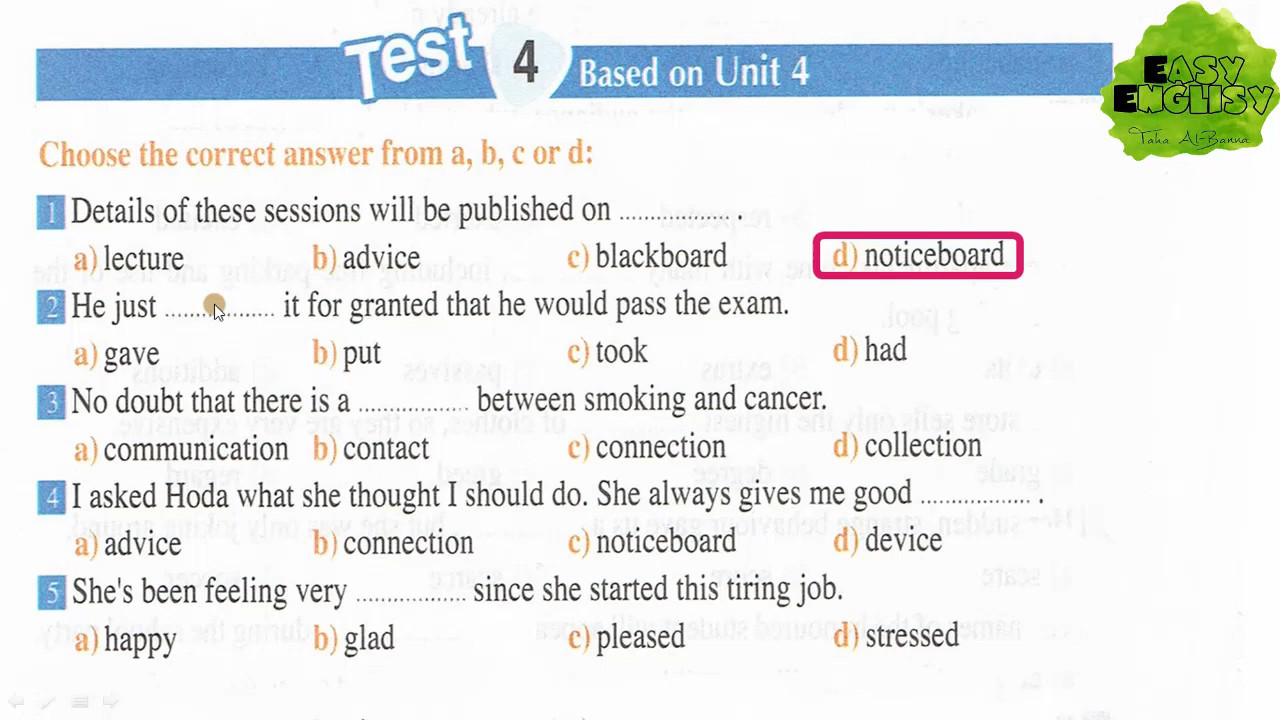 Test 4 Based on Unit 4
EASY
ENGLISY
Taha Al-Banna
Choose the correct answer from a, b, c or d:
1 Details of these sessions will be published on .................. .
a) lecture b) advice c) blackboard d) noticeboard
2 He just .................. it for granted that he would pass the exam.
a) gave b) put c) took d) had
3 No doubt that there is a .................. between smoking and cancer.
a) communication b) contact c) connection d) collection
4 I asked Hoda what she thought I should do. She always gives me good .................. .
a) advice b) connection c) noticeboard d) device
5 She's been feeling very .................. since she started this tiring job.
a) happy b) glad c) pleased d) stressed